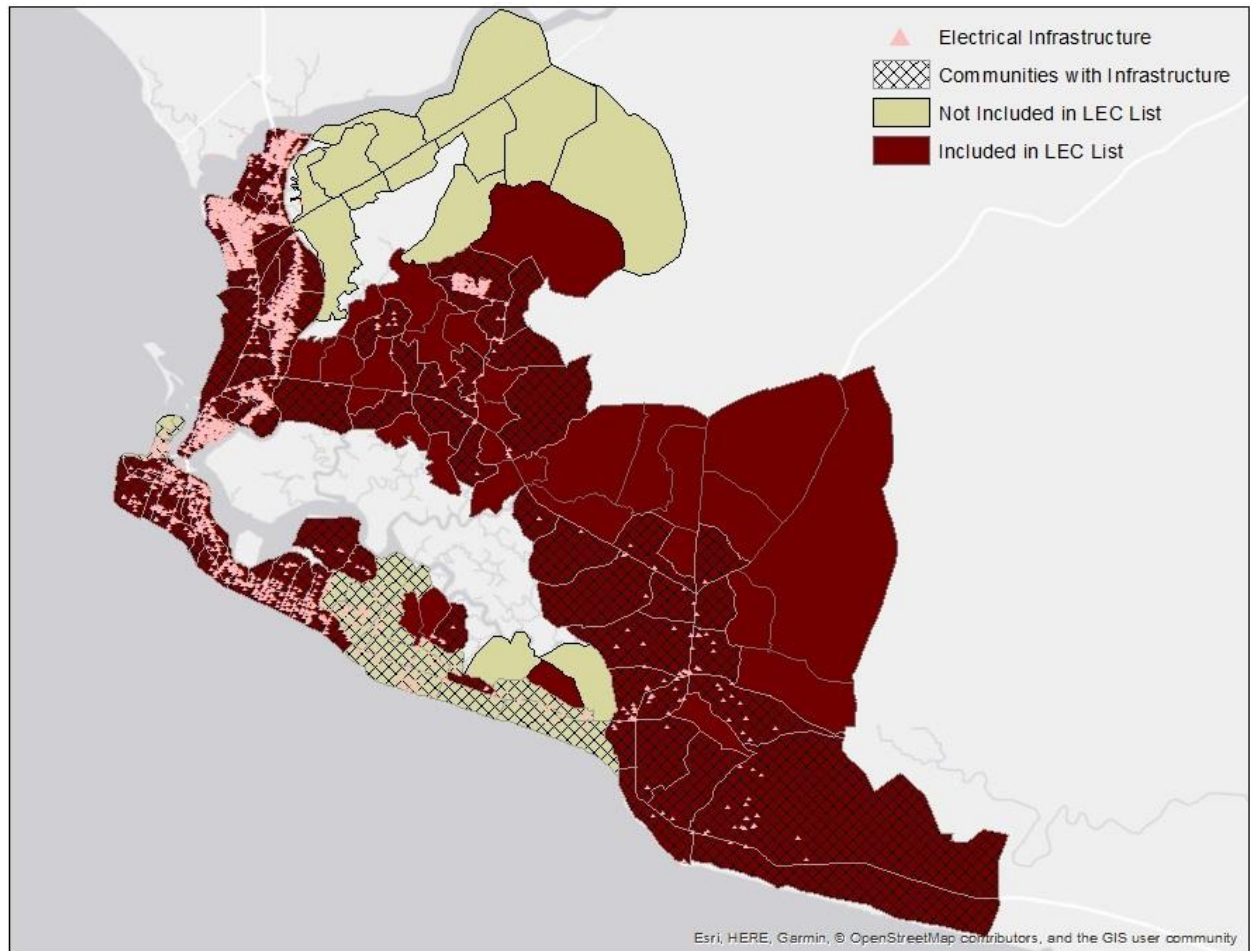 Electrical Infrastructure
Communities with Infrastructure
Not Included in LEC List
Included in LEC List
Esri, HERE, Garmin, © OpenStreetMap contributors, and the GIS user community